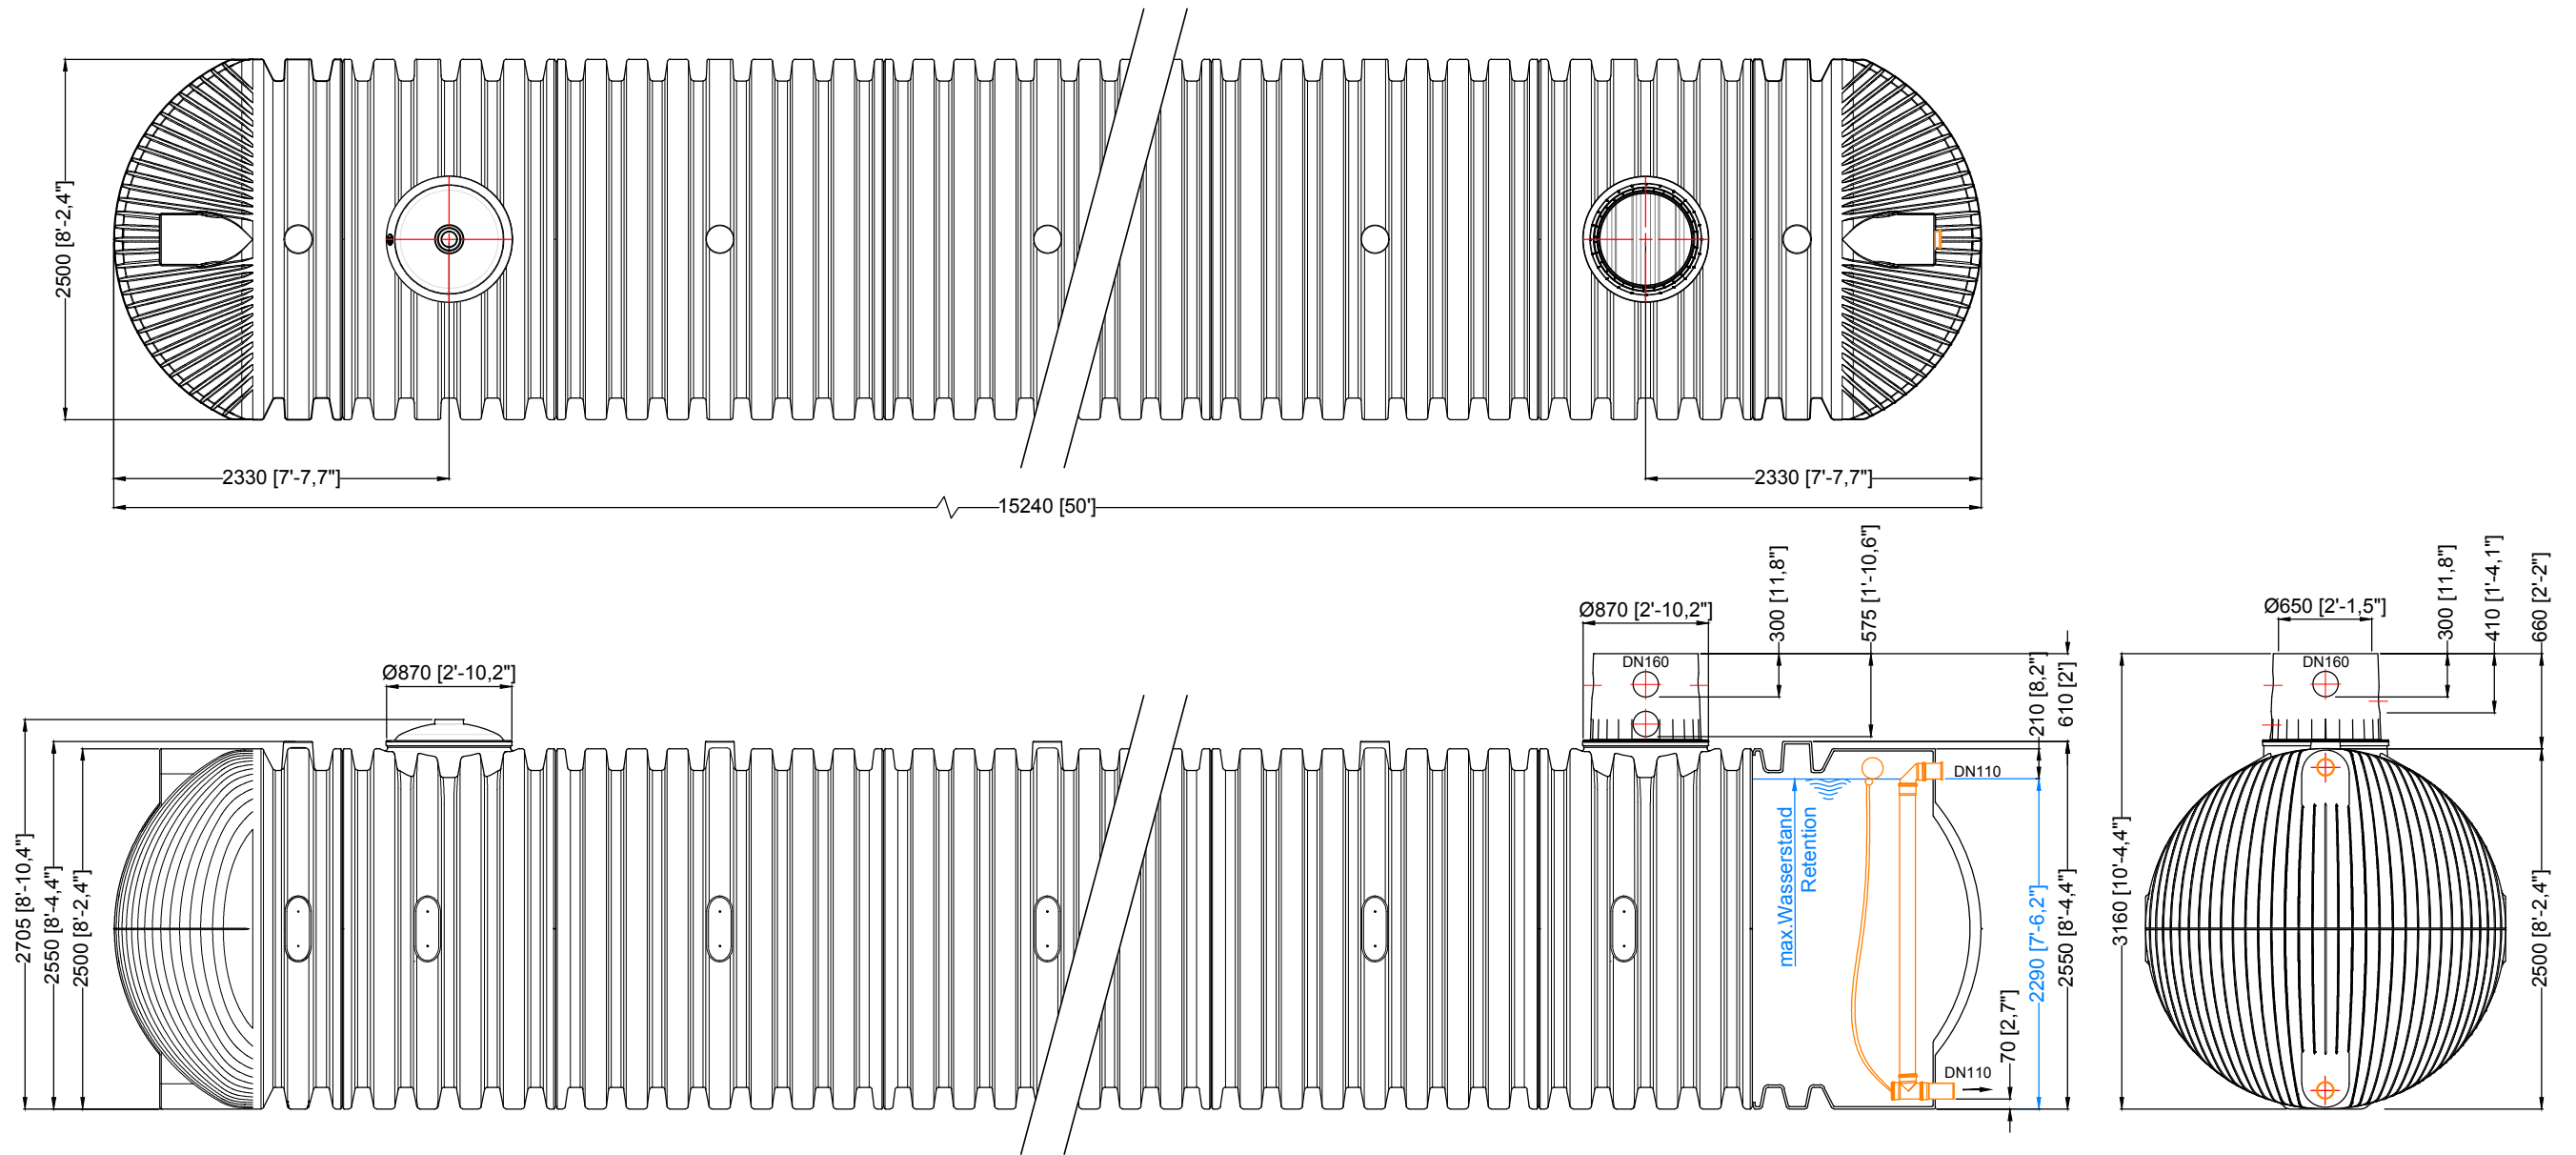 2500 [8'-2,4"]
2330 [7'-7,7"]
2330 [7'-7,7"]
15240 [50']
Ø870 [2'-10,2"]
2705 [8'-10,4"]
2550 [8'-4,4"]
2500 [8'-2,4"]
Ø870 [2'-10,2"]
DN160
300 [11,8"]
575 [1'-10,6"]
210 [8,2"]
610 [2']
DN110
max.Wasserstand
Retention
2290 [7'-6,2"]
2550 [8'-4,4"]
70 [2,7"]
DN110
Ø650 [2'-1,5"]
DN160
300 [11,8"]
410 [1'-4,1"]
660 [2'-2"]
3160 [10'-4,4"]
2500 [8'-2,4"]